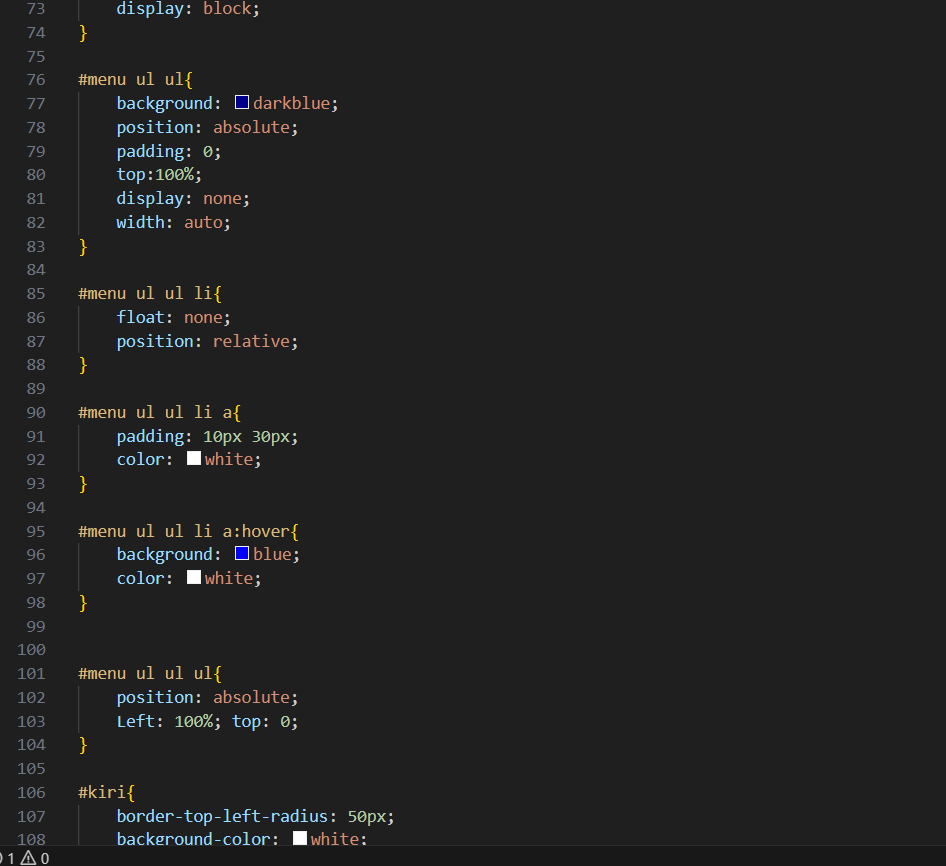 73 display: block;
74 }
75
76 #menu ul ul{
77 background: darkblue;
78 position: absolute;
79 padding: 0;
80 top:100%;
81 display: none;
82 width: auto;
83 }
84
85 #menu ul ul li{
86 float: none;
87 position: relative;
88 }
89
90 #menu ul ul li a{
91 padding: 10px 30px;
92 color: white;
93 }
94
95 #menu ul ul li a:hover{
96 background: blue;
97 color: white;
98 }
99
100
101 #menu ul ul ul{
102 position: absolute;
103 Left: 100%; top: 0;
104 }
105
106 #kiri{
107 border-top-left-radius: 50px;
108 background-color: white;
1 0